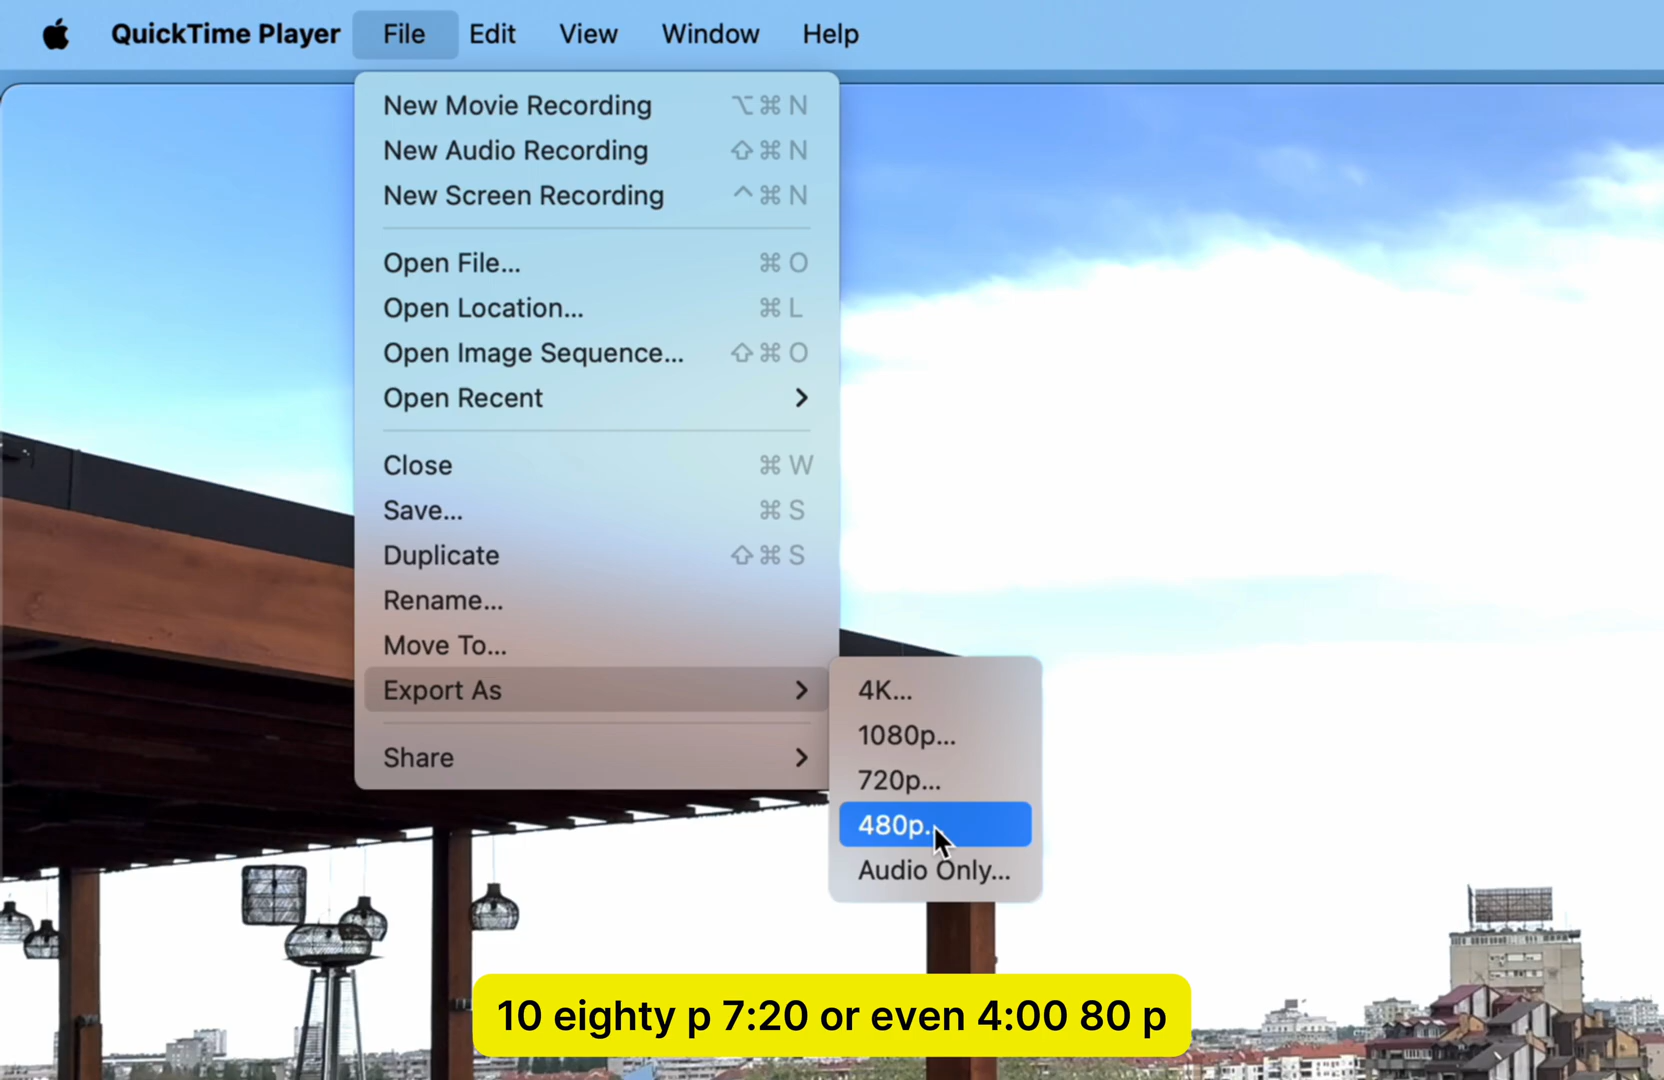 QuickTime Player File Edit View Window Help
New Movie Recording ⌥ ⌘ N
New Audio Recording ⇧ ⌘ N
New Screen Recording ^ ⌘ N
Open File... ⌘ O
Open Location... ⌘ L
Open Image Sequence... ⇧ ⌘ O
Open Recent >
Close ⌘ W
Save... ⌘ S
Duplicate ⇧ ⌘ S
Rename...
Move To...
Export As >
Share >
4K...
1080p...
720p...
480p..
Audio Only...
10 eighty p 7:20 or even 4:00 80 p